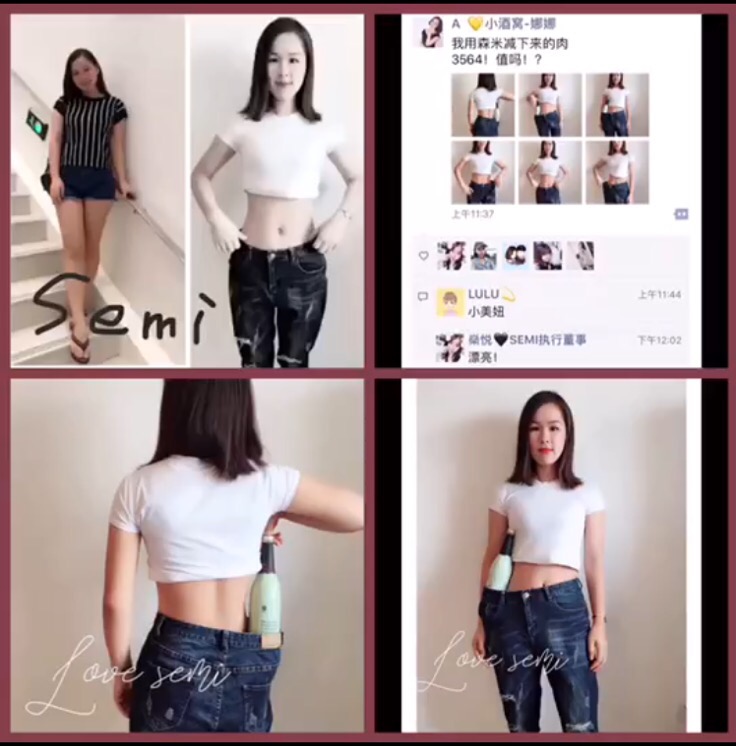 Semi
A 💛小酒窝-娜娜
我用森米减下来的肉
3564！值吗！？
上午11:37
LULU💫
上午11:44
小美妞
燊悦🖤SEMI执行董事
下午12:02
漂亮!
Love semi
Love semi